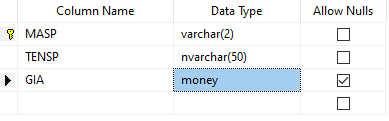 Column Name Data Type Allow Nulls
MASP varchar(2)
TENSP nvarchar(50)
GIA money